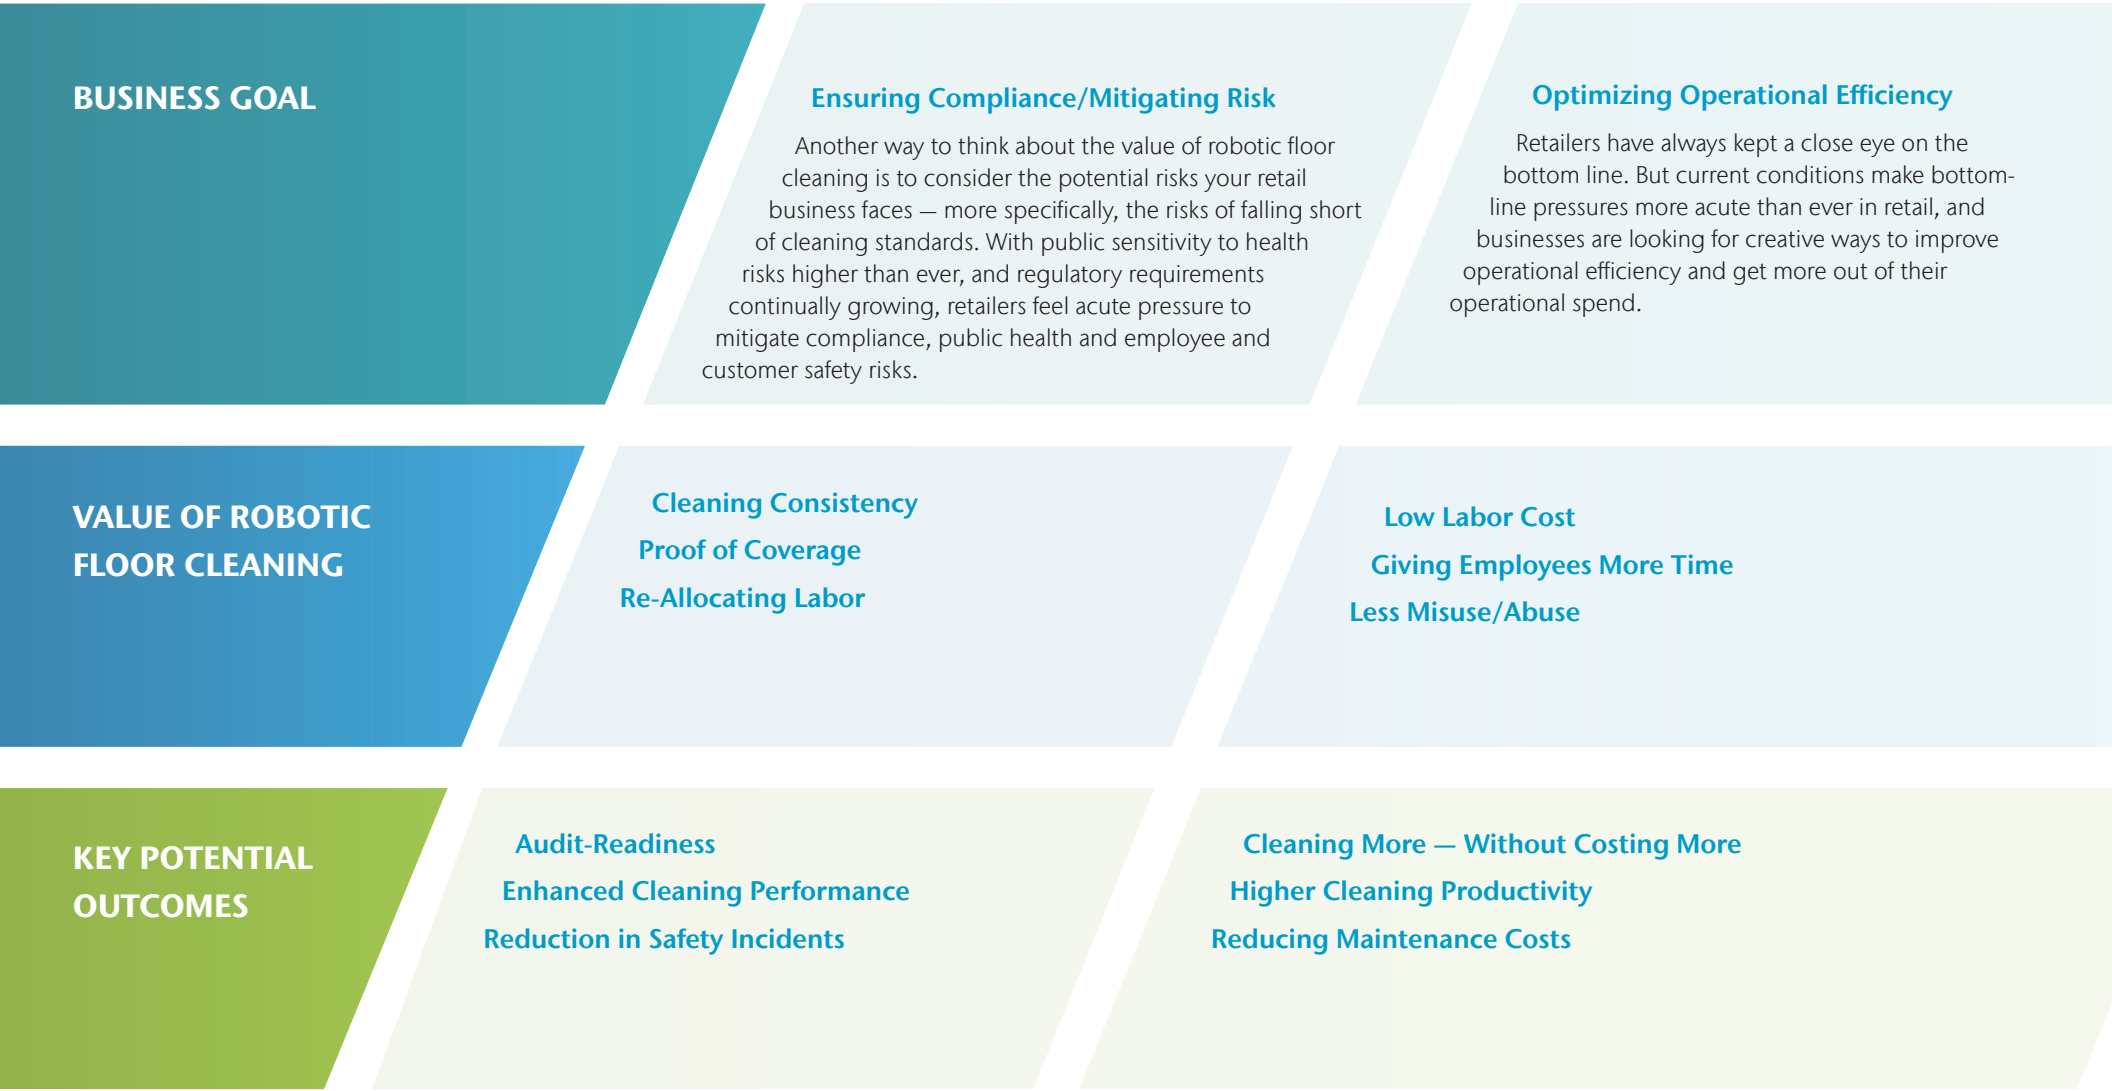 BUSINESS GOAL
Ensuring Compliance/Mitigating Risk
Another way to think about the value of robotic floor
cleaning is to consider the potential risks your retail
business faces — more specifically, the risks of falling short
of cleaning standards. With public sensitivity to health
risks higher than ever, and regulatory requirements
continually growing, retailers feel acute pressure to
mitigate compliance, public health and employee and
customer safety risks.
Optimizing Operational Efficiency
Retailers have always kept a close eye on the
bottom line. But current conditions make bottom-
line pressures more acute than ever in retail, and
businesses are looking for creative ways to improve
operational efficiency and get more out of their
operational spend.
VALUE OF ROBOTIC
FLOOR CLEANING
Cleaning Consistency
Proof of Coverage
Re-Allocating Labor
Low Labor Cost
Giving Employees More Time
Less Misuse/Abuse
KEY POTENTIAL
OUTCOMES
Audit-Readiness
Enhanced Cleaning Performance
Reduction in Safety Incidents
Cleaning More — Without Costing More
Higher Cleaning Productivity
Reducing Maintenance Costs